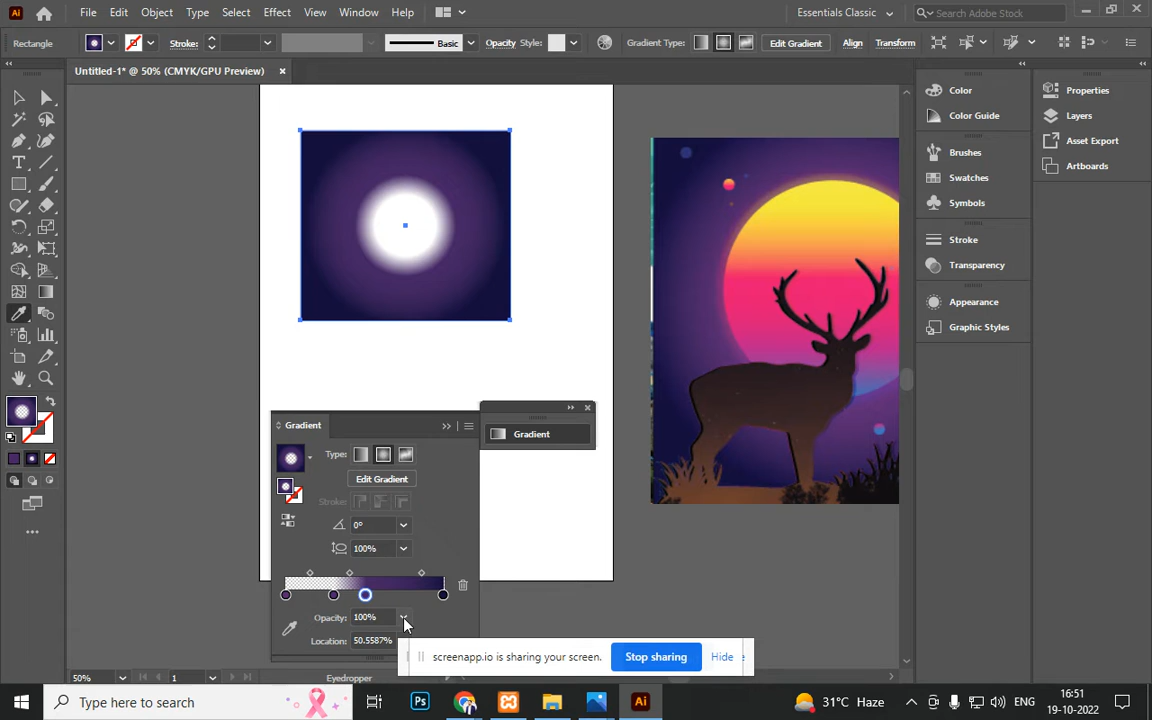 Ai
File Edit Object Type Select Effect View Window Help
Essentials Classic
Search Adobe Stock
Rectangle
Stroke:
Basic
Opacity
Style:
Gradient Type:
Edit Gradient
Align
Transform
Untitled-1* @ 50% (CMYK/GPU Preview)
Color
Color Guide
Brushes
Swatches
Symbols
Stroke
Transparency
Appearance
Graphic Styles
Properties
Layers
Asset Export
Artboards
Gradient
Gradient
Type:
Edit Gradient
Stroke:
0°
100%
Opacity: 100%
Location: 50.5587%
screenapp.io is sharing your screen.
Stop sharing
Hide
50%
1
Eyedropper
Type here to search
Ps
Ai
31°C Haze
ENG
16:51
19-10-2022